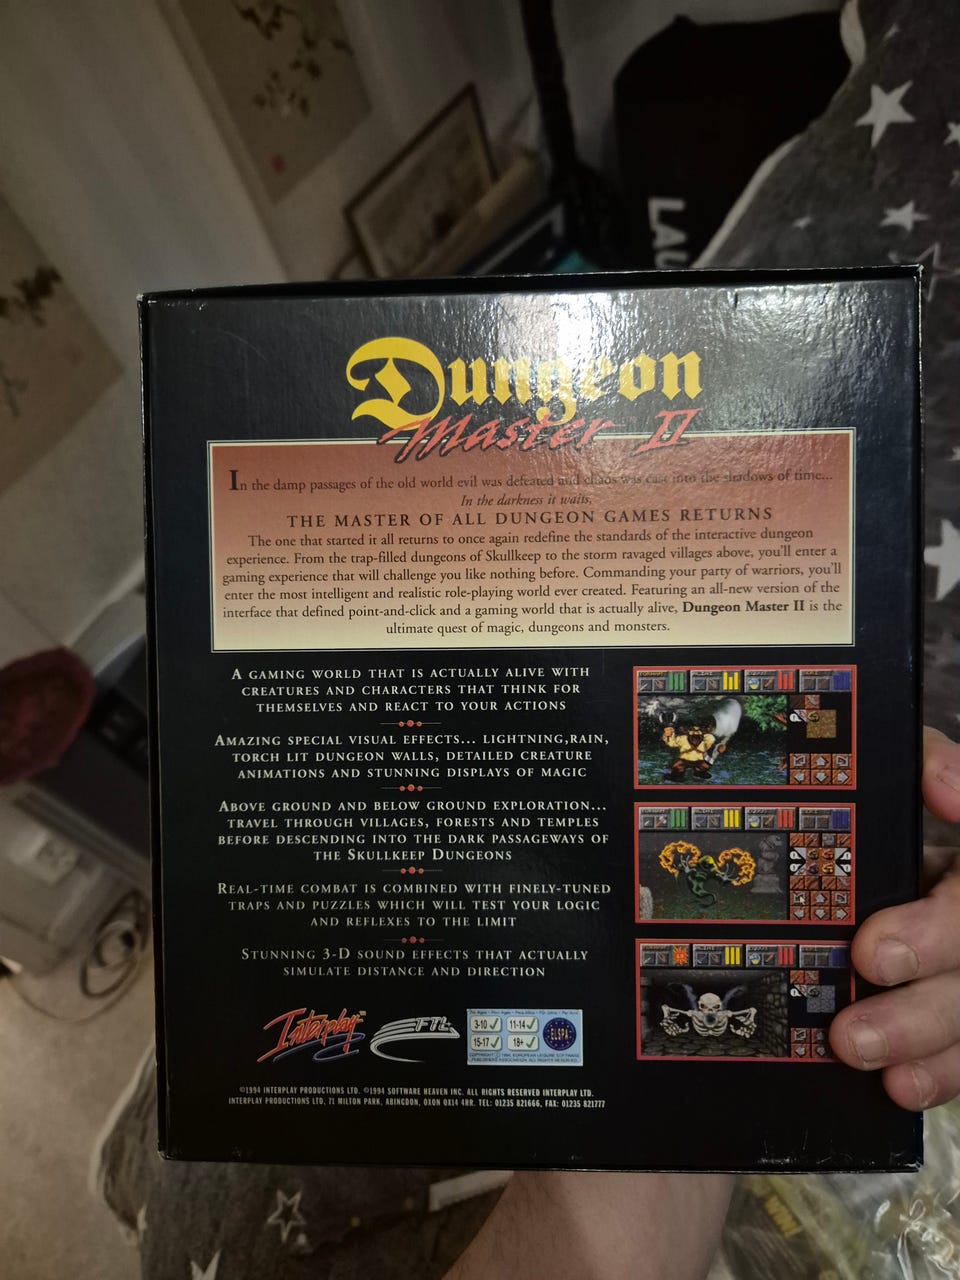 LAU
Dungeon
Master II
In the damp passages of the old world evil was defeated and chaos was cast into the shadows of time...
In the darkness it waits,
THE MASTER OF ALL DUNGEON GAMES RETURNS
The one that started it all returns to once again redefine the standards of the interactive dungeon
experience. From the trap-filled dungeons of Skullkeep to the storm ravaged villages above, you'll enter a
gaming experience that will challenge you like nothing before. Commanding your party of warriors, you'll
enter the most intelligent and realistic role-playing world ever created. Featuring an all-new version of the
interface that defined point-and-click and a gaming world that is actually alive, Dungeon Master II is the
ultimate quest of magic, dungeons and monsters.
A GAMING WORLD THAT IS ACTUALLY ALIVE WITH
CREATURES AND CHARACTERS THAT THINK FOR
THEMSELVES AND REACT TO YOUR ACTIONS
AMAZING SPECIAL VISUAL EFFECTS... LIGHTNING,RAIN,
TORCH LIT DUNGEON WALLS, DETAILED CREATURE
ANIMATIONS AND STUNNING DISPLAYS OF MAGIC
ABOVE GROUND AND BELOW GROUND EXPLORATION...
TRAVEL THROUGH VILLAGES, FORESTS AND TEMPLES
BEFORE DESCENDING INTO THE DARK PASSAGEWAYS OF
THE SKULLKEEP DUNGEONS
REAL-TIME COMBAT IS COMBINED WITH FINELY-TUNED
TRAPS AND PUZZLES WHICH WILL TEST YOUR LOGIC
AND REFLEXES TO THE LIMIT
STUNNING 3-D SOUND EFFECTS THAT ACTUALLY
SIMULATE DISTANCE AND DIRECTION
Interplay™
FTL
3-10 11-14
15-17 18+
ELSPA
COPYRIGHT © 1994, EUROPEAN LEISURE SOFTWARE
PUBLISHERS ASSOCIATION. ALL RIGHTS RESERVED
©1994 INTERPLAY PRODUCTIONS LTD. ©1994 SOFTWARE HEAVEN INC. ALL RIGHTS RESERVED INTERPLAY LTD.
INTERPLAY PRODUCTIONS LTD, 71 MILTON PARK, ABINGDON, OXON OX14 4RR. TEL: 01235 821666, FAX: 01235 821777